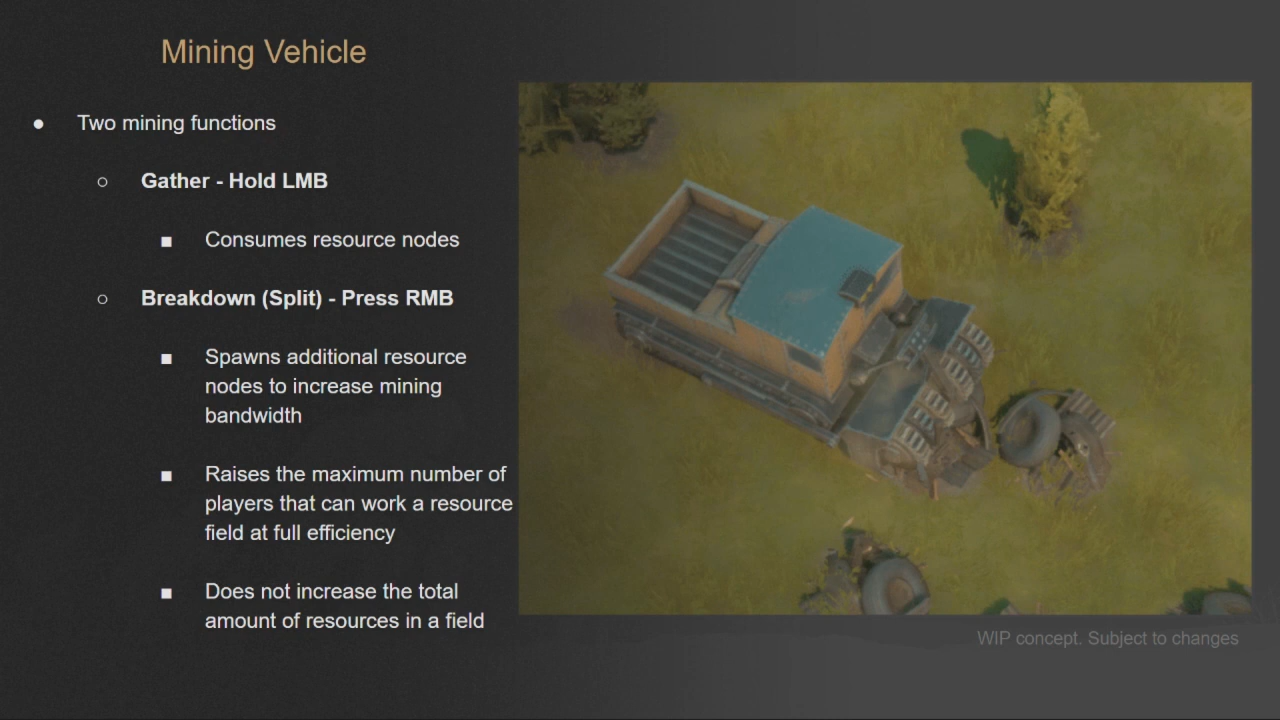 Mining Vehicle
● Two mining functions
○ Gather - Hold LMB
■ Consumes resource nodes
○ Breakdown (Split) - Press RMB
■ Spawns additional resource
nodes to increase mining
bandwidth
■ Raises the maximum number of
players that can work a resource
field at full efficiency
■ Does not increase the total
amount of resources in a field
WIP concept. Subject to changes